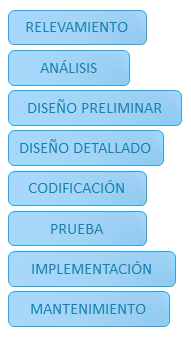 RELEVAMIENTO
ANÁLISIS
DISEÑO PRELIMINAR
DISEÑO DETALLADO
CODIFICACIÓN
PRUEBA
IMPLEMENTACIÓN
MANTENIMIENTO